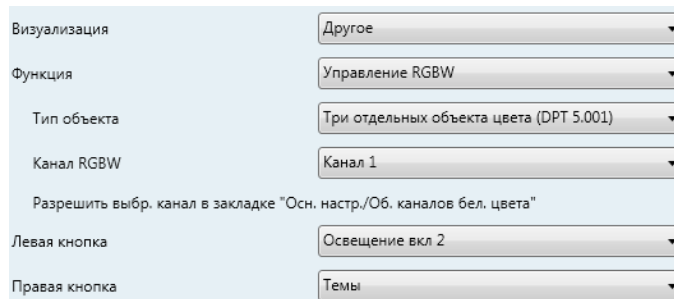 Визуализация Другое
Функция Управление RGBW
Тип объекта Три отдельных объекта цвета (DPT 5.001)
Канал RGBW Канал 1
Разрешить выбр. канал в закладке "Осн. настр./Об. каналов бел. цвета"
Левая кнопка Освещение вкл 2
Правая кнопка Темы